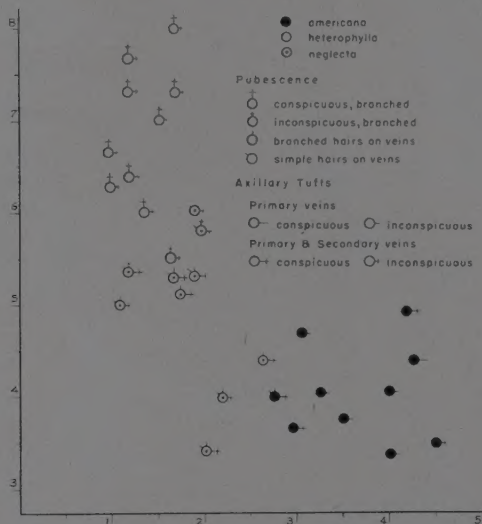 8
americana
heterophylla
neglecta
Pubescence
conspicuous, branched
7
inconspicuous, branched
branched hairs on veins
simple hairs on veins
Axillary Tufts
6
Primary veins
conspicuous inconspicuous
Primary & Secondary veins
conspicuous inconspicuous
5
4
3
1 2 3 4 5